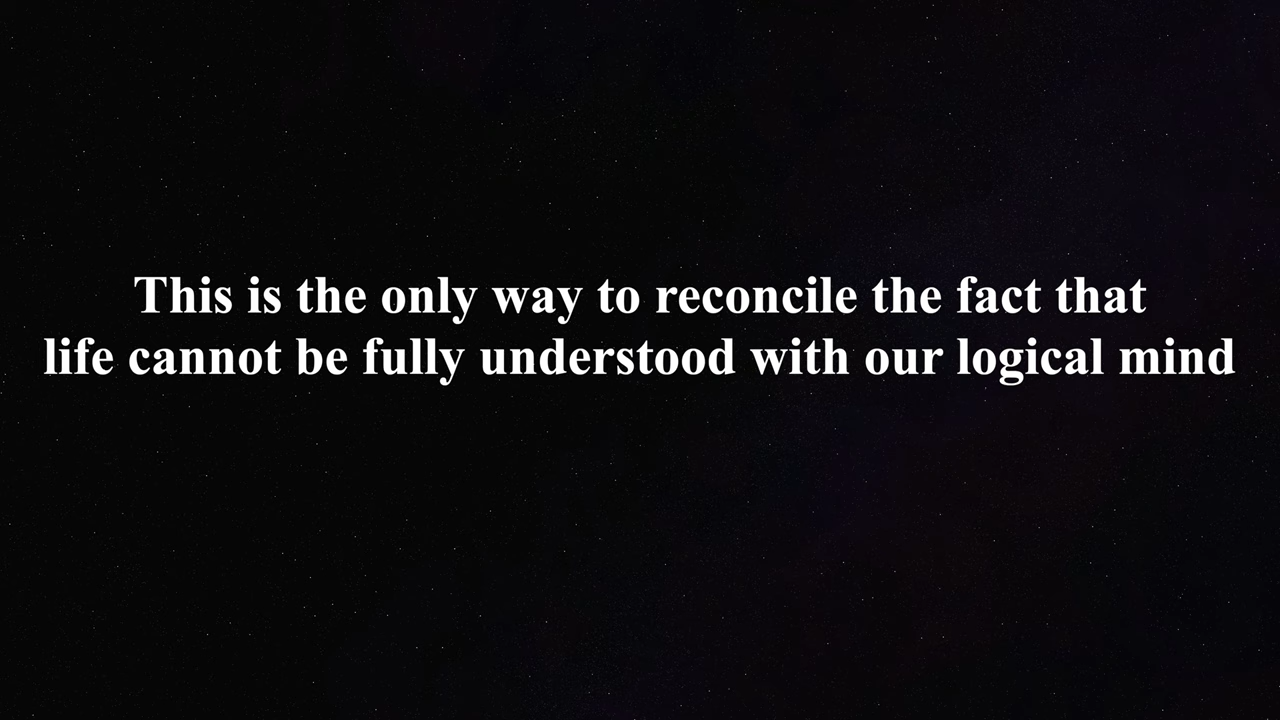 This is the only way to reconcile the fact that
life cannot be fully understood with our logical mind